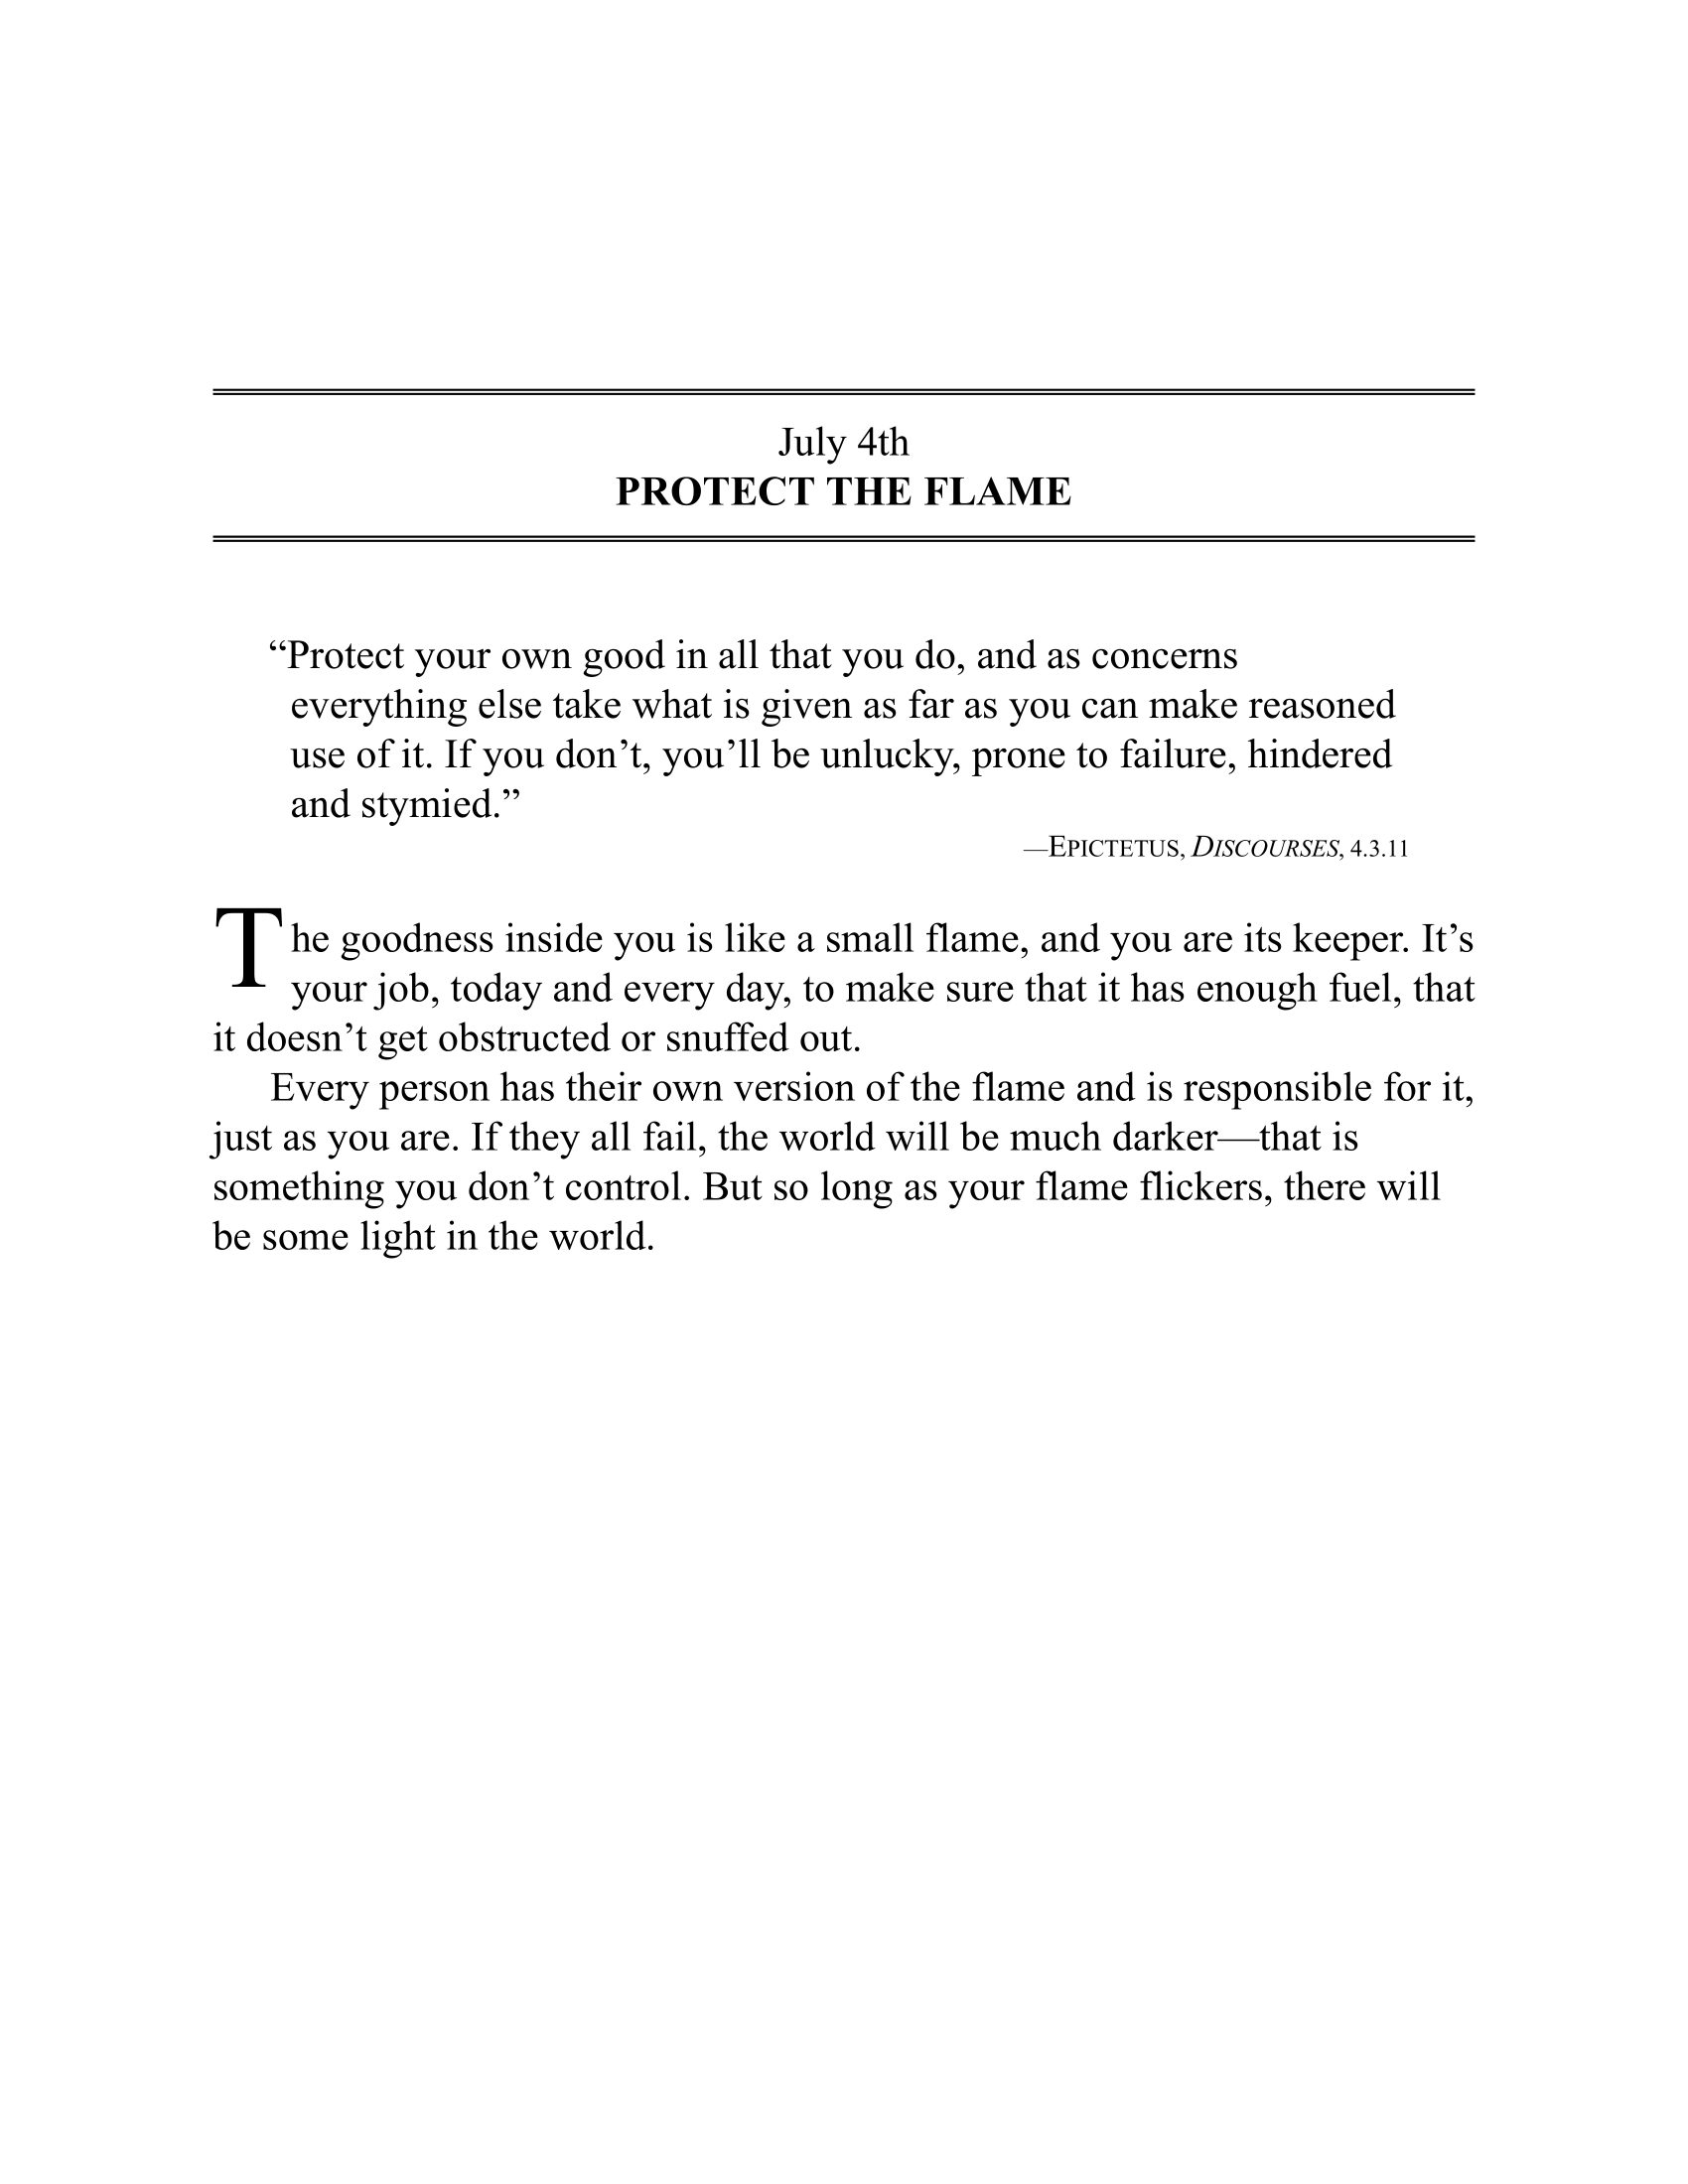 July 4th
PROTECT THE FLAME
“Protect your own good in all that you do, and as concerns
everything else take what is given as far as you can make reasoned
use of it. If you don’t, you’ll be unlucky, prone to failure, hindered
and stymied.”
—EPICTETUS, DISCOURSES, 4.3.11
The goodness inside you is like a small flame, and you are its keeper. It’s
your job, today and every day, to make sure that it has enough fuel, that
it doesn’t get obstructed or snuffed out.
Every person has their own version of the flame and is responsible for it,
just as you are. If they all fail, the world will be much darker—that is
something you don’t control. But so long as your flame flickers, there will
be some light in the world.